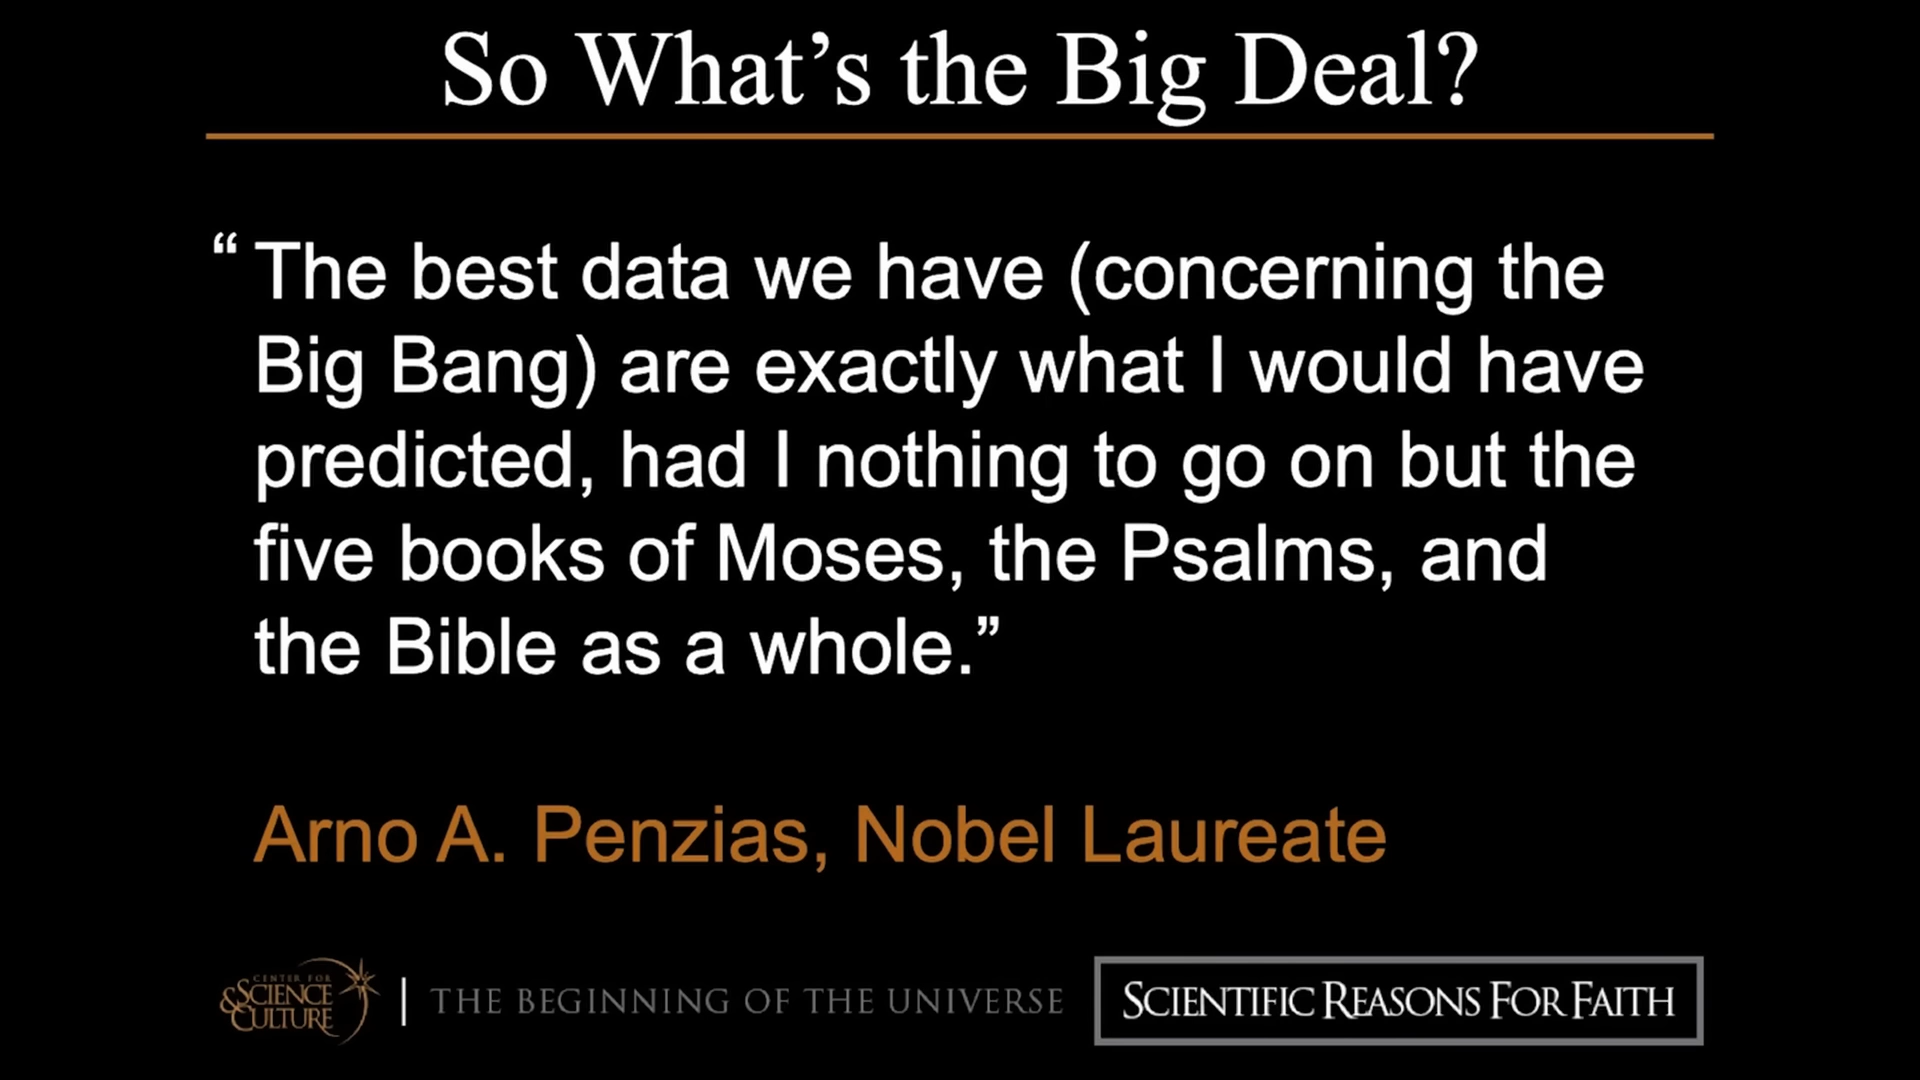 So What’s the Big Deal?
“ The best data we have (concerning the
Big Bang) are exactly what I would have
predicted, had I nothing to go on but the
five books of Moses, the Psalms, and
the Bible as a whole.”
Arno A. Penzias, Nobel Laureate
CENTER FOR
SCIENCE
& CULTURE
| THE BEGINNING OF THE UNIVERSE
SCIENTIFIC REASONS FOR FAITH